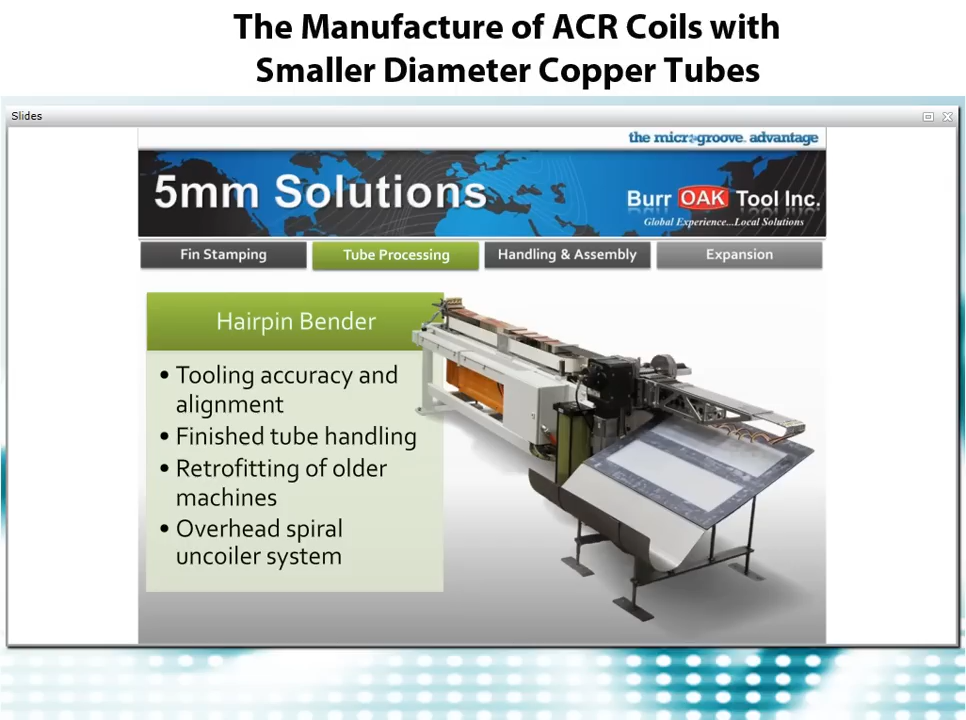 The Manufacture of ACR Coils with
Smaller Diameter Copper Tubes
Slides
the microgroove™ advantage
5mm Solutions
Burr OAK Tool Inc.
Global Experience...Local Solutions
Fin Stamping
Tube Processing
Handling & Assembly
Expansion
Hairpin Bender
• Tooling accuracy and
alignment
• Finished tube handling
• Retrofitting of older
machines
• Overhead spiral
uncoiler system